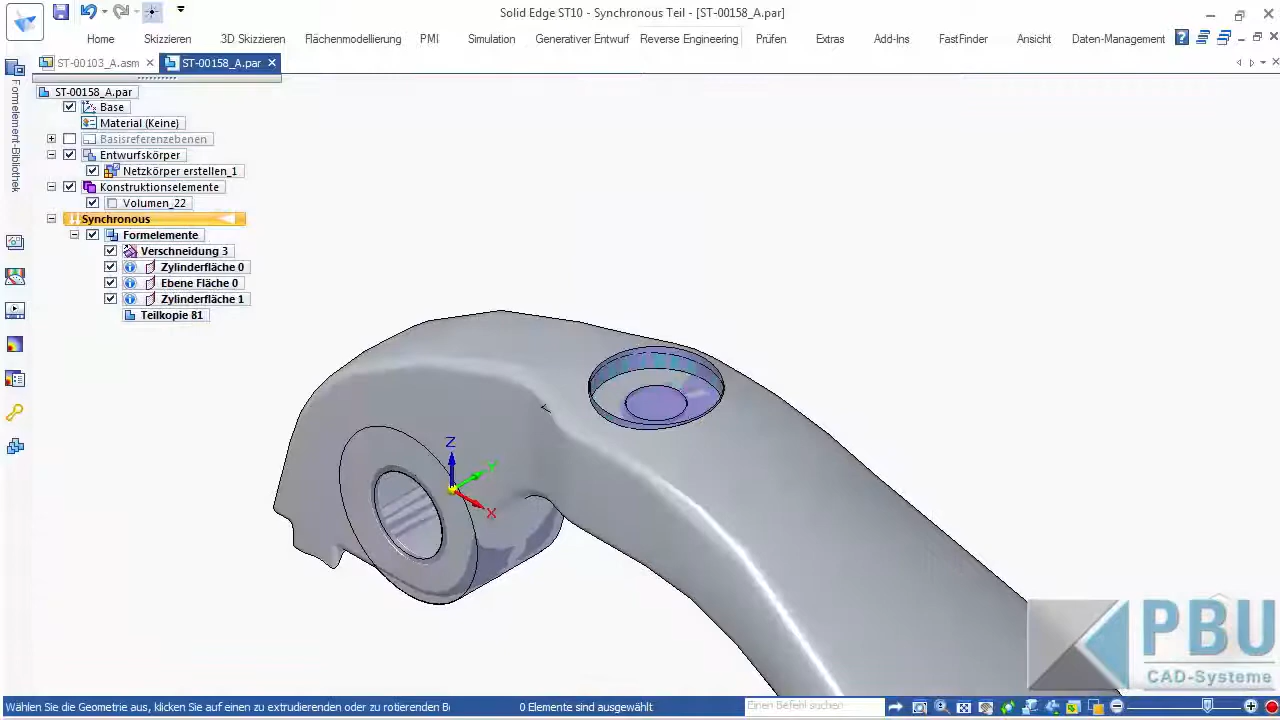 Solid Edge ST10 - Synchronous Teil - [ST-00158_A.par]
Home Skizzieren 3D Skizzieren Flächenmodellierung PMI Simulation Generativer Entwurf Reverse Engineering Prüfen Extras Add-Ins FastFinder Ansicht Daten-Management
ST-00103_A.asm ST-00158_A.par
Formelement-Bibliothek
ST-00158_A.par
Base
Material (Keine)
Basisreferenzebenen
Entwurfskörper
Netzkörper erstellen_1
Konstruktionselemente
Volumen_22
Synchronous
Formelemente
Verschneidung 3
Zylinderfläche 0
Ebene Fläche 0
Zylinderfläche 1
Teilkopie 81
Z
Y
X
PBU
CAD-Systeme
Wählen Sie die Geometrie aus, klicken Sie auf einen zu extrudierenden oder zu rotierenden B 0 Elemente sind ausgewählt Einen Befehl suchen